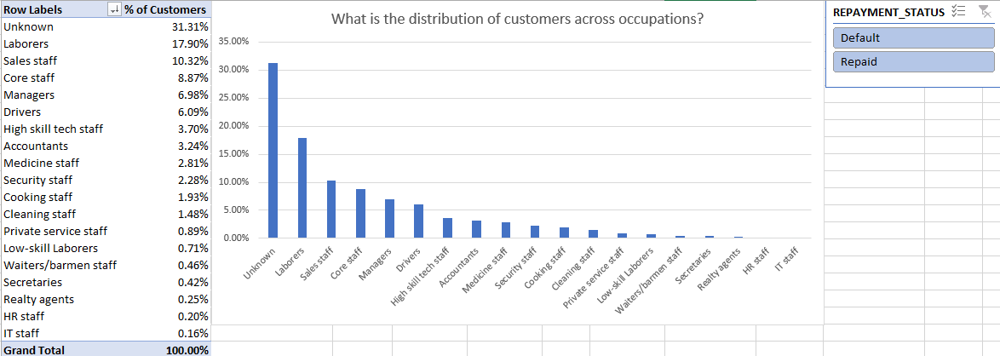 Row Labels % of Customers
Unknown 31.31%
Laborers 17.90%
Sales staff 10.32%
Core staff 8.87%
Managers 6.98%
Drivers 6.09%
High skill tech staff 3.70%
Accountants 3.24%
Medicine staff 2.81%
Security staff 2.28%
Cooking staff 1.93%
Cleaning staff 1.48%
Private service staff 0.89%
Low-skill Laborers 0.71%
Waiters/barmen staff 0.46%
Secretaries 0.42%
Realty agents 0.25%
HR staff 0.20%
IT staff 0.16%
Grand Total 100.00%
What is the distribution of customers across occupations?
35.00%
30.00%
25.00%
20.00%
15.00%
10.00%
5.00%
0.00%
Unknown
Laborers
Sales staff
Core staff
Managers
Drivers
High skill tech staff
Accountants
Medicine staff
Security staff
Cooking staff
Cleaning staff
Private service staff
Low-skill Laborers
Waiters/barmen staff
Secretaries
Realty agents
HR staff
IT staff
REPAYMENT_STATUS
Default
Repaid